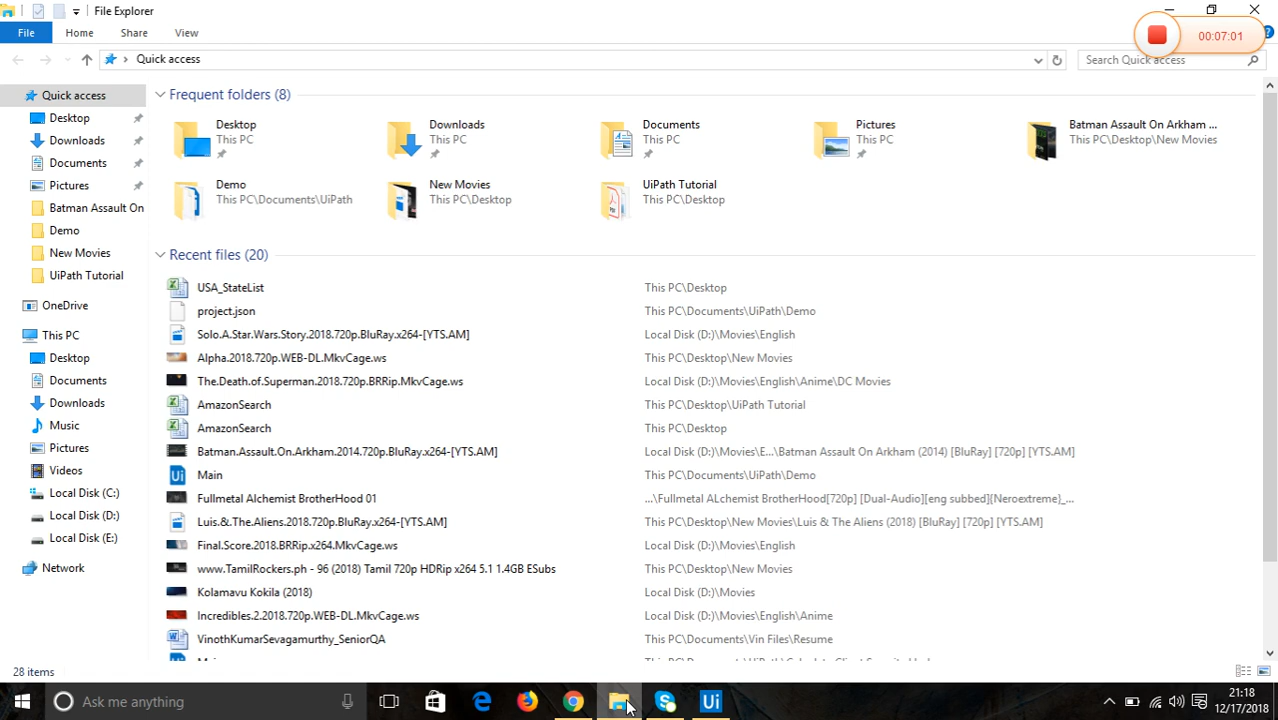 File Explorer
File Home Share View
00:07:01
Quick access
Search Quick access
Quick access
Desktop
Downloads
Documents
Pictures
Batman Assault On
Demo
New Movies
UiPath Tutorial
OneDrive
This PC
Desktop
Documents
Downloads
Music
Pictures
Videos
Local Disk (C:)
Local Disk (D:)
Local Disk (E:)
Network
Frequent folders (8)
Desktop
This PC
Downloads
This PC
Documents
This PC
Pictures
This PC
Batman Assault On Arkham ...
This PC\Desktop\New Movies
Demo
This PC\Documents\UiPath
New Movies
This PC\Desktop
UiPath Tutorial
This PC\Desktop
Recent files (20)
USA_StateList This PC\Desktop
project.json This PC\Documents\UiPath\Demo
Solo.A.Star.Wars.Story.2018.720p.BluRay.x264-[YTS.AM] Local Disk (D:)\Movies\English
Alpha.2018.720p.WEB-DL.MkvCage.ws This PC\Desktop\New Movies
The.Death.of.Superman.2018.720p.BRRip.MkvCage.ws Local Disk (D:)\Movies\English\Anime\DC Movies
AmazonSearch This PC\Desktop\UiPath Tutorial
AmazonSearch This PC\Desktop
Batman.Assault.On.Arkham.2014.720p.BluRay.x264-[YTS.AM] Local Disk (D:)\Movies\E...\Batman Assault On Arkham (2014) [BluRay] [720p] [YTS.AM]
Main This PC\Documents\UiPath\Demo
Fullmetal Alchemist BrotherHood 01 ...\Fullmetal ALchemist BrotherHood[720p] [Dual-Audio][eng subbed]{Neroextreme}_...
Luis.&.The.Aliens.2018.720p.BluRay.x264-[YTS.AM] This PC\Desktop\New Movies\Luis & The Aliens (2018) [BluRay] [720p] [YTS.AM]
Final.Score.2018.BRRip.x264.MkvCage.ws Local Disk (D:)\Movies\English
www.TamilRockers.ph - 96 (2018) Tamil 720p HDRip x264 5.1 1.4GB ESubs This PC\Desktop\New Movies
Kolamavu Kokila (2018) Local Disk (D:)\Movies
Incredibles.2.2018.720p.WEB-DL.MkvCage.ws Local Disk (D:)\Movies\English\Anime
VinothKumarSevagamurthy_SeniorQA This PC\Documents\Vin Files\Resume
28 items
Ask me anything
Ui
21:18
12/17/2018